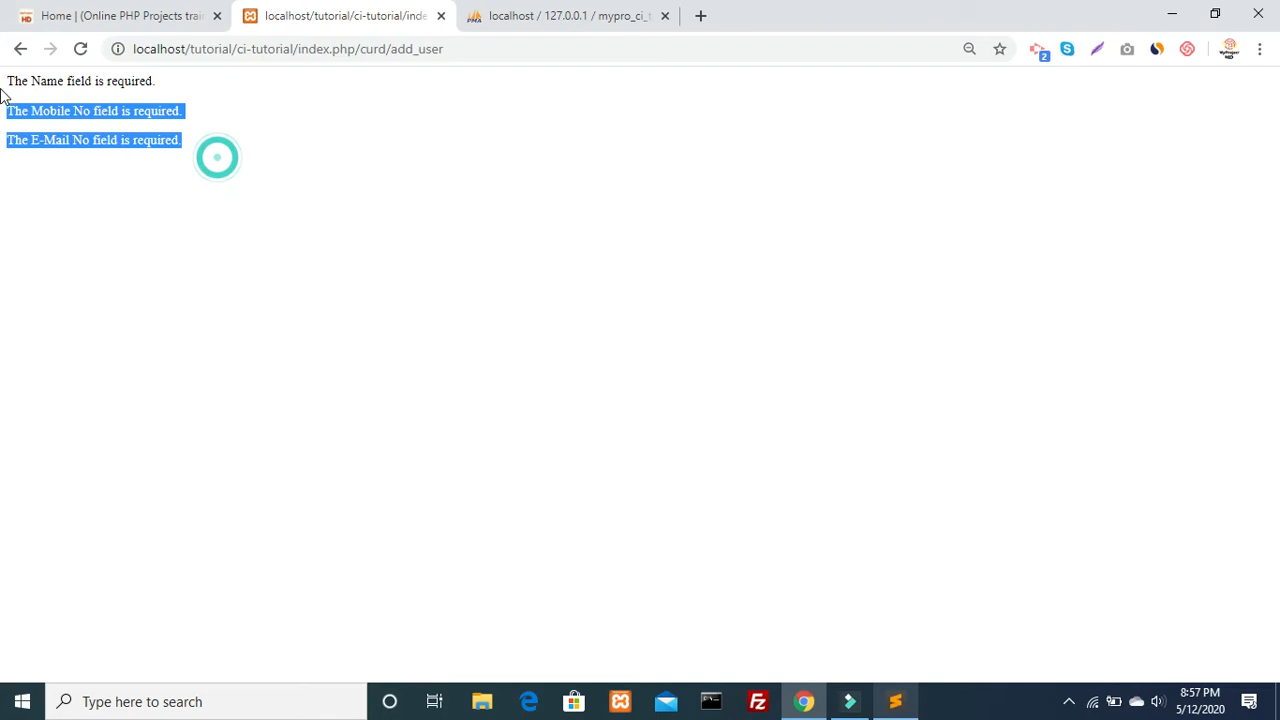 Home | (Online PHP Projects trai
localhost/tutorial/ci-tutorial/inde
localhost / 127.0.0.1 / mypro_ci_t
localhost/tutorial/ci-tutorial/index.php/curd/add_user
2
The Name field is required.
The Mobile No field is required.
The E-Mail No field is required.
Type here to search
8:57 PM
5/12/2020